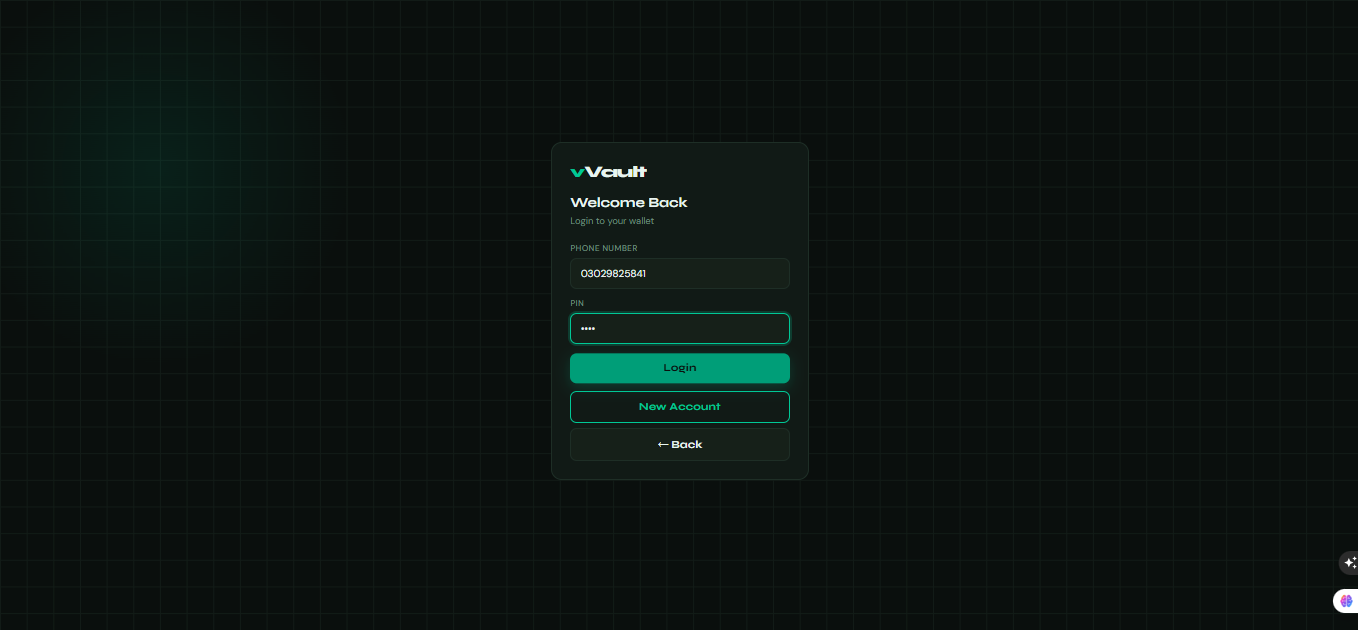 vVault
Welcome Back
Login to your wallet
PHONE NUMBER
03029825841
PIN
••••
Login
New Account
← Back